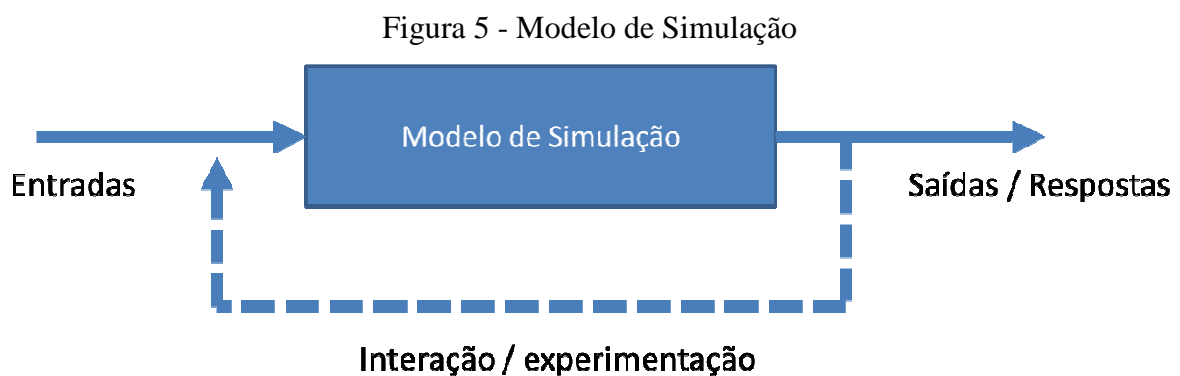 Figura 5 - Modelo de Simulação
Modelo de Simulação
Entradas
Saídas / Respostas
Interação / experimentação